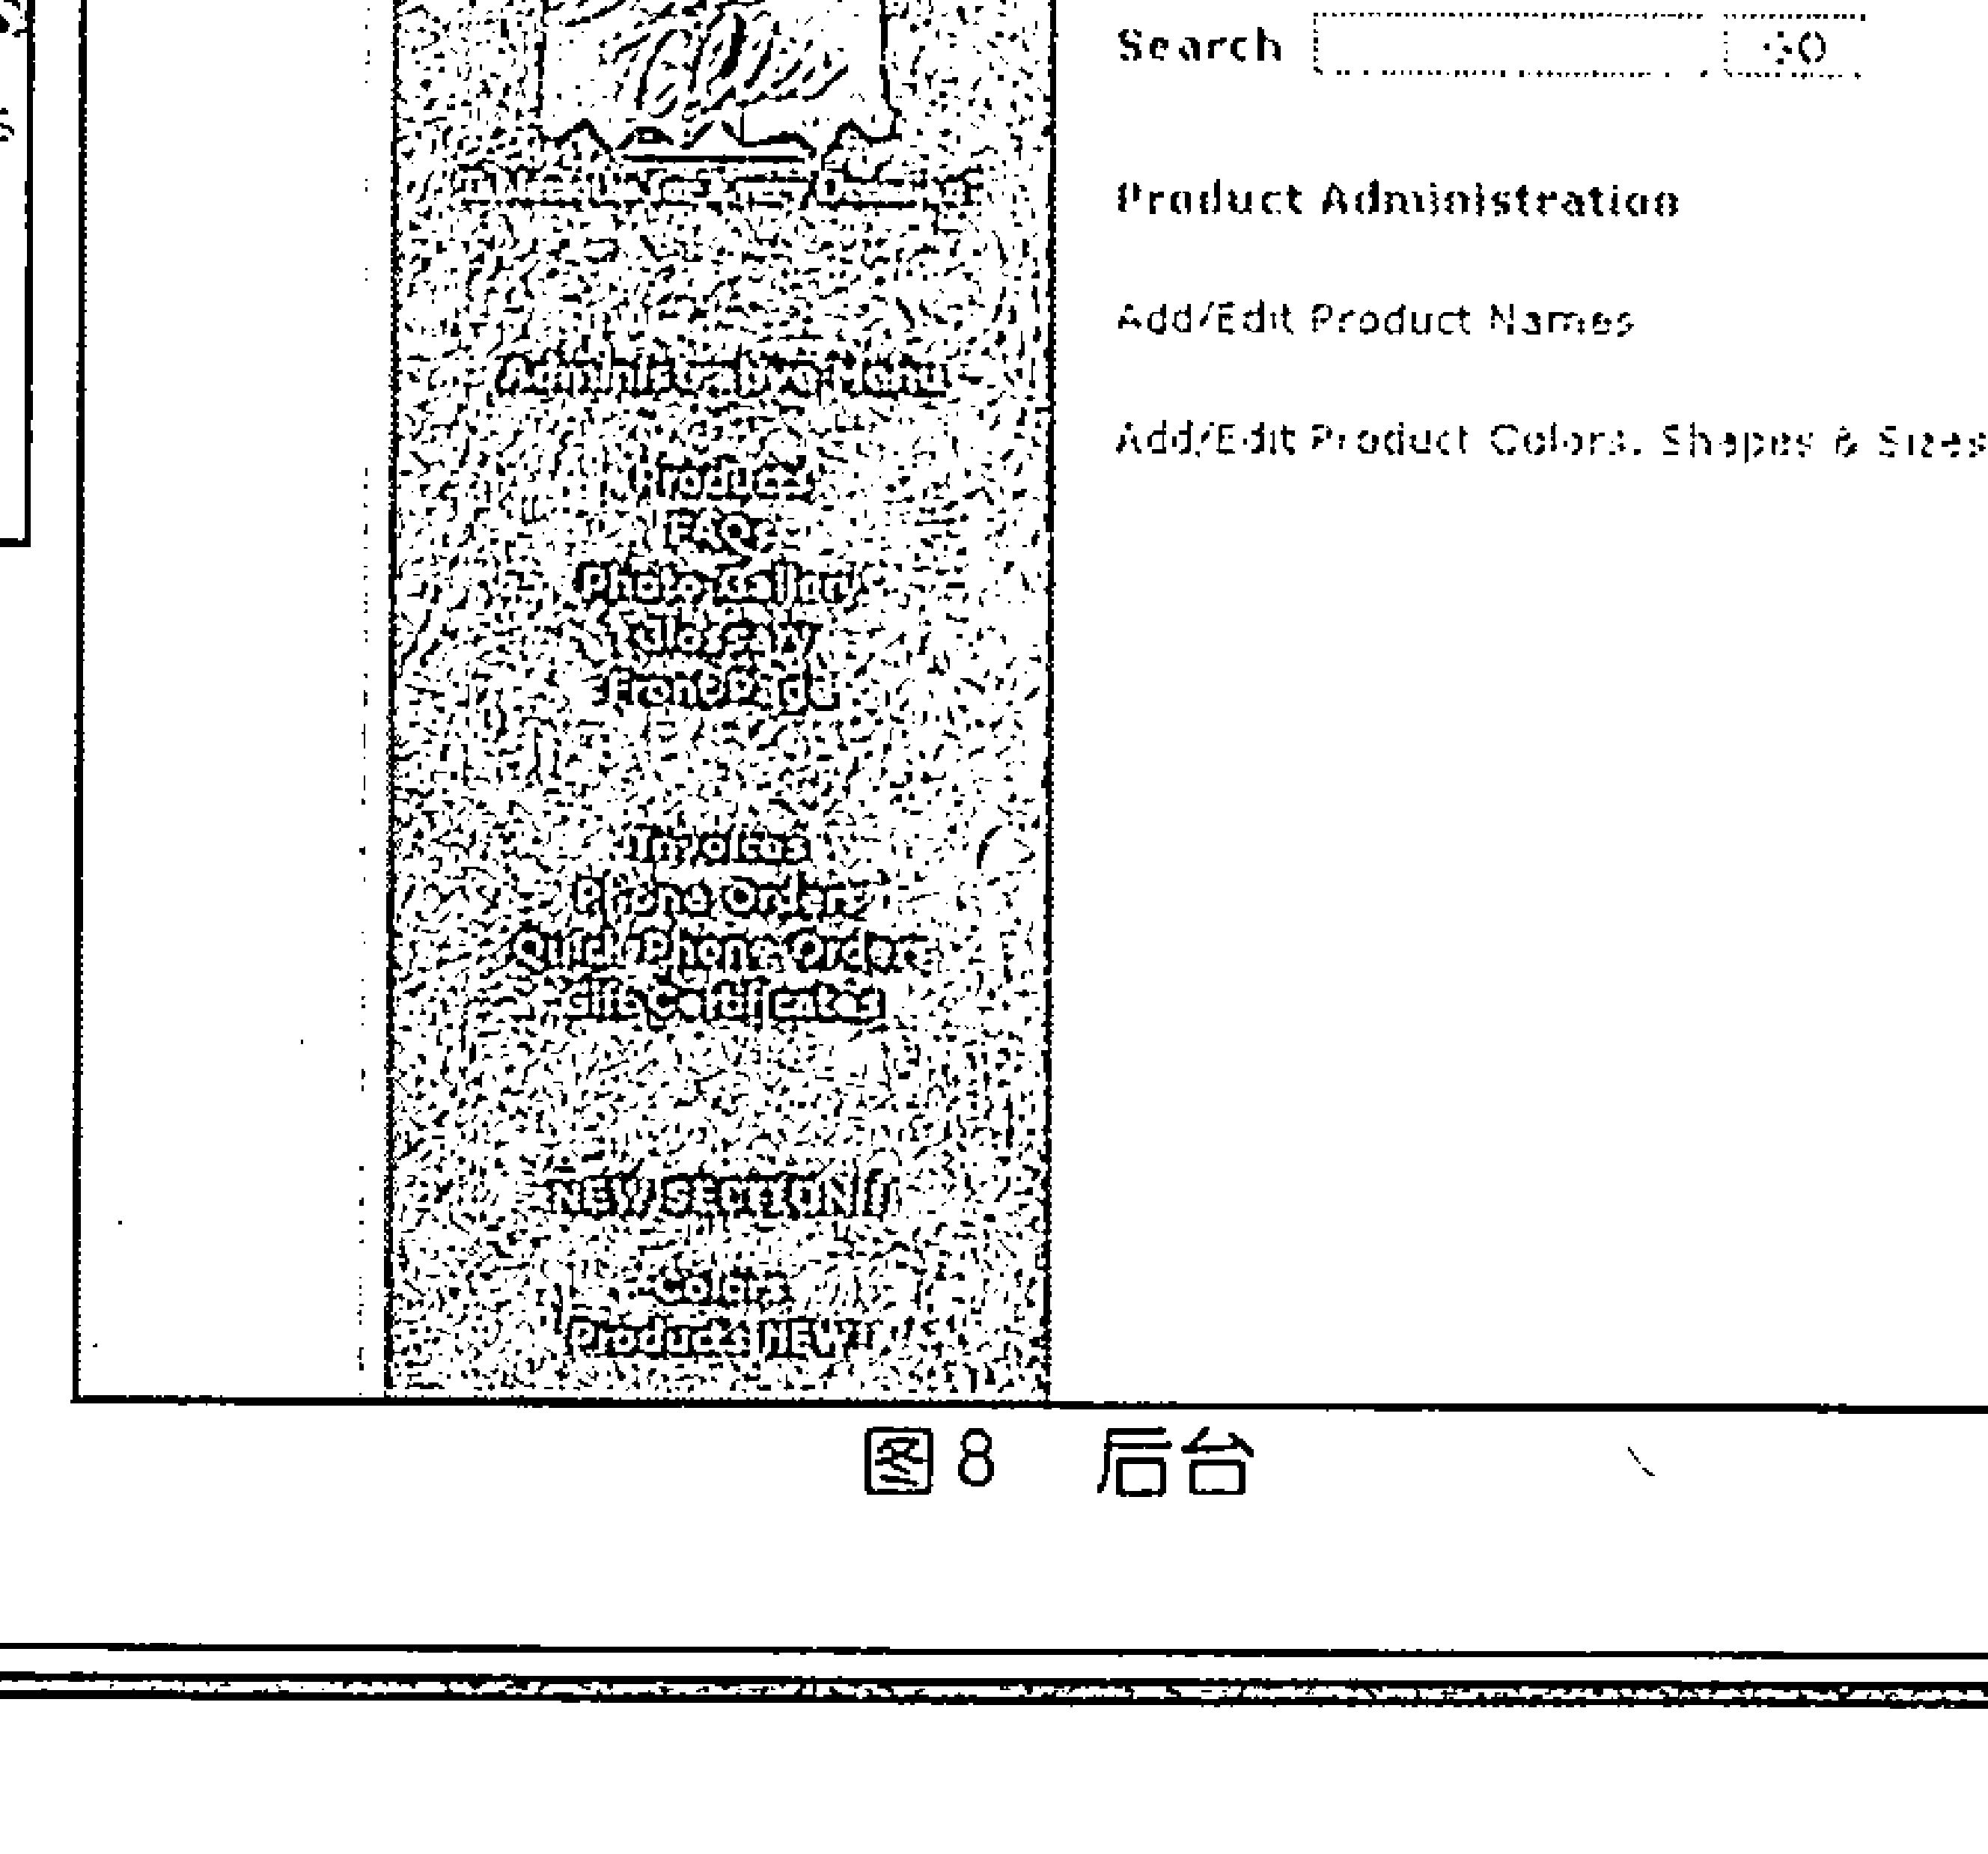 Search GO
Product Administration
Add/Edit Product Names
Add/Edit Product Colors, Shapes & Sizes
Administrative Menu
Products
FAQs
Photo Gallery
Glossary
Front Page
Invoices
Phone Orders
Quick Phone Orders
Gift Certificates
NEW SECTION
Colors
Products NEW
图8 后台